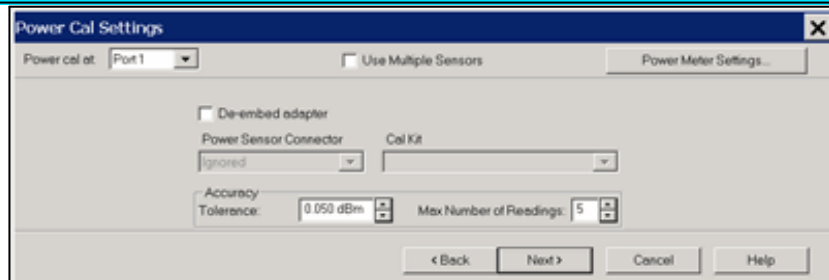 Power Cal Settings
Power cal at: Port 1 Use Multiple Sensors Power Meter Settings...
De-embed adapter
Power Sensor Connector Cal Kit
Ignored
Accuracy
Tolerance: 0.050 dBm Max Number of Readings: 5
< Back Next > Cancel Help